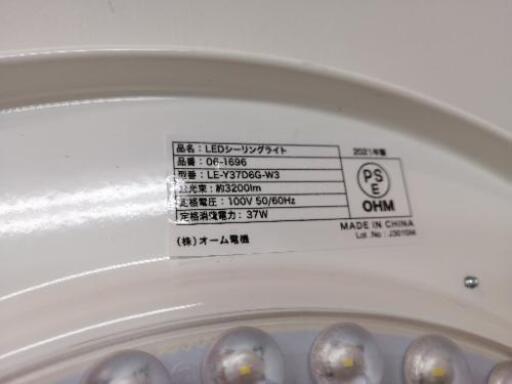 品名：LEDシーリングライト
品番：06-1696
型番：LE-Y37D6G-W3
光束：約3200lm
定格電圧：100V 50/60Hz
定格消費電力：37W
(株)オーム電機
2021年製
PS
E
OHM
MADE IN CHINA
Lot. No.: